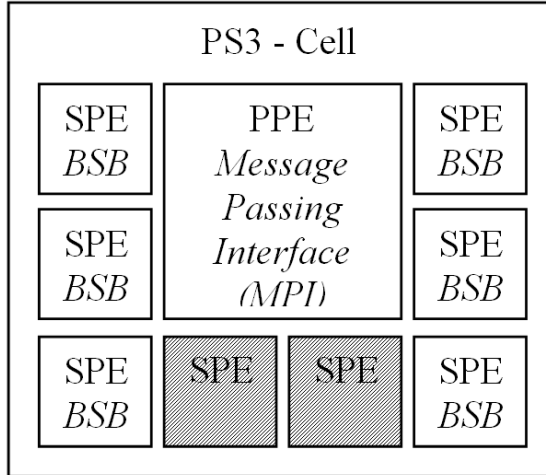 PS3 - Cell
SPE
BSB
PPE
Message
Passing
Interface
(MPI)
SPE
BSB
SPE
BSB
SPE
BSB
SPE
BSB
SPE
SPE
SPE
BSB